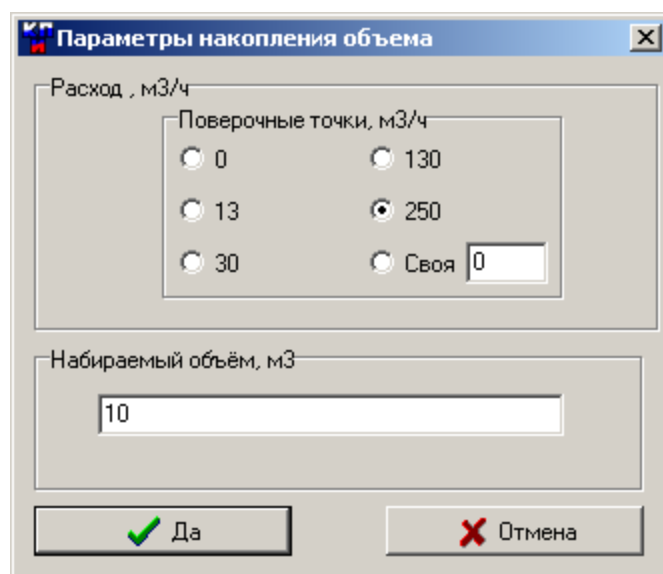 КП
И
Параметры накопления объема
Расход , м3/ч
Поверочные точки, м3/ч
0
130
13
250
30
Своя 0
Набираемый объём, м3
10
Да
Отмена